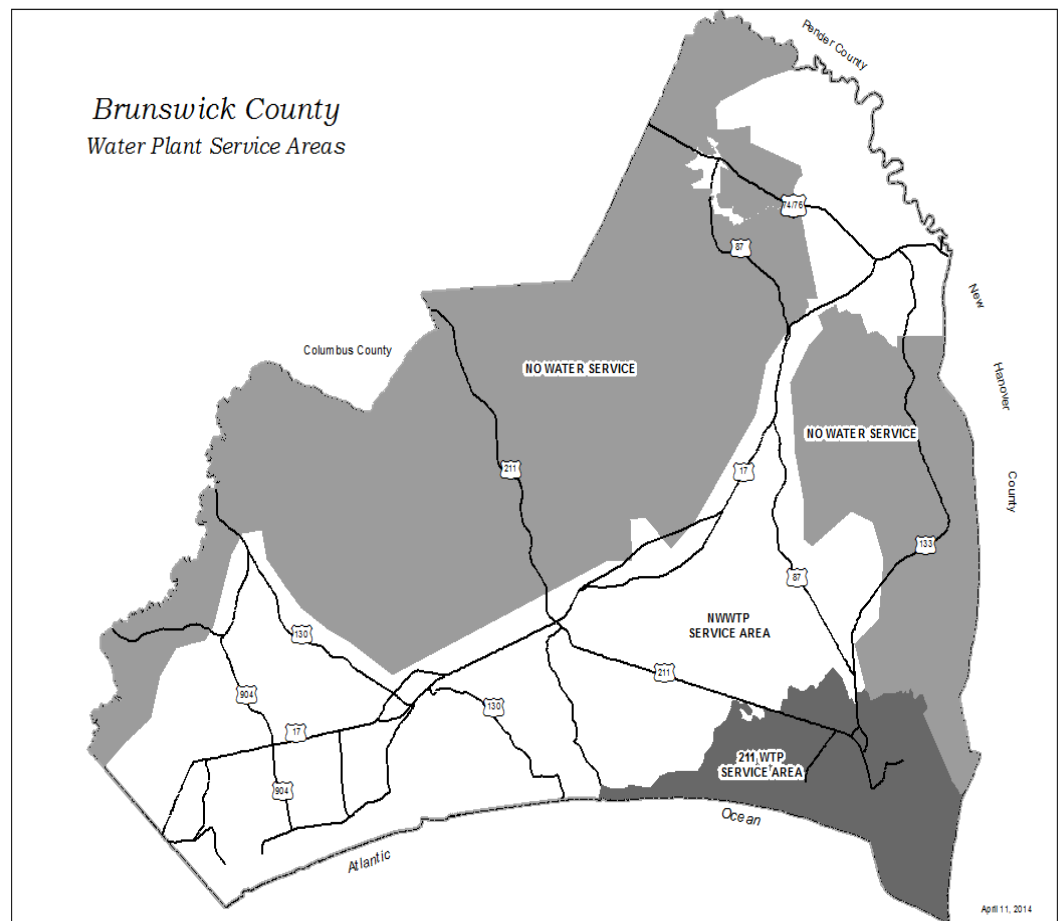 Brunswick County
Water Plant Service Areas
Pender County
74/76
87
New
Columbus County
NO WATER SERVICE
Hanover
NO WATER SERVICE
211
17
County
133
87
130
NWWTP
SERVICE AREA
211
904
130
17
211 WTP
SERVICE AREA
904
Ocean
Atlantic
April 11, 2014